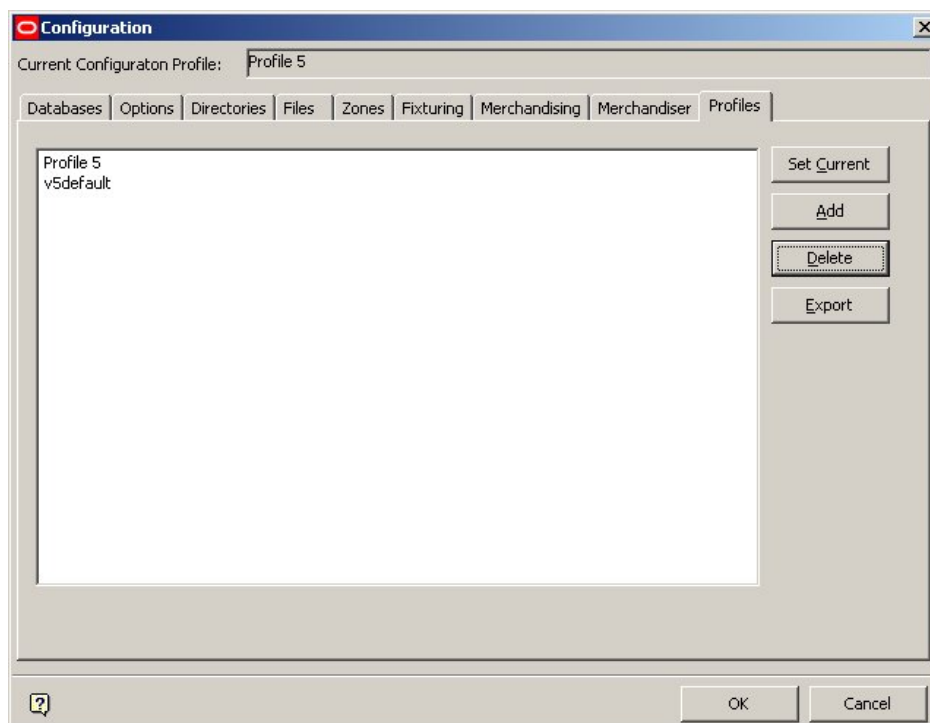 Configuration
Current Configuraton Profile: Profile 5
Databases Options Directories Files Zones Fixturing Merchandising Merchandiser Profiles
Profile 5
v5default
Set Current
Add
Delete
Export
OK Cancel